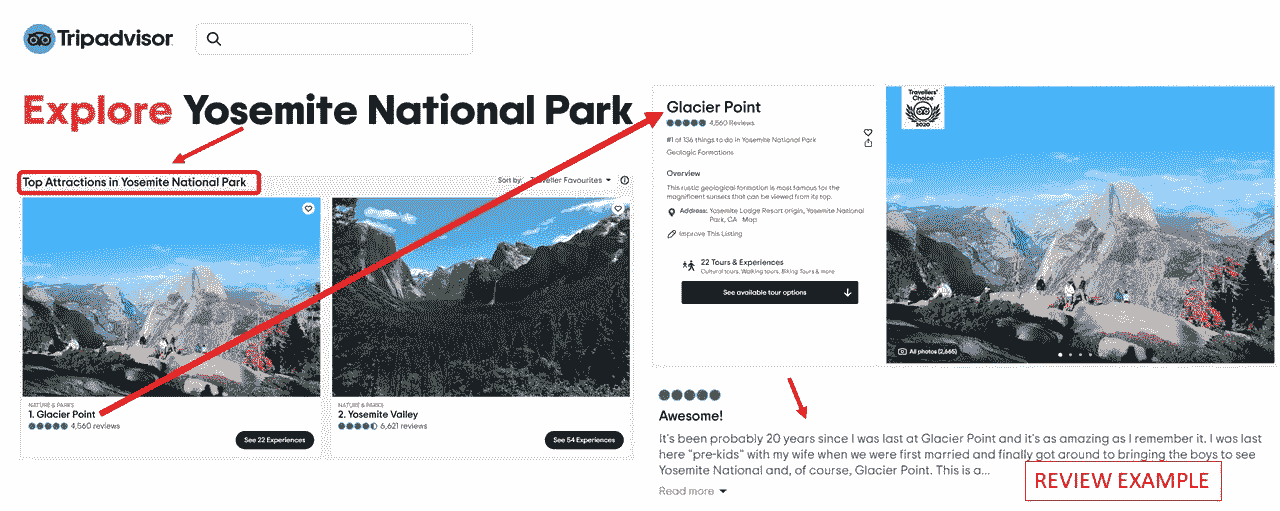 Tripadvisor
Explore Yosemite National Park
Top Attractions in Yosemite National Park
Sort by: Traveller Favourites
NATURE & PARKS
1. Glacier Point
4,560 reviews
See 22 Experiences
NATURE & PARKS
2. Yosemite Valley
6,621 reviews
See 54 Experiences
Glacier Point
4,560 Reviews
#1 of 136 things to do in Yosemite National Park
Geologic Formations
Overview
This rustic geological formation is most famous for the
magnificent sunsets that can be viewed from its top.
Address: Yosemite Lodge Resort origin, Yosemite National
Park, CA Map
Improve This Listing
22 Tours & Experiences
Cultural tours, Walking tours, Biking Tours & more
See available tour options
Travellers'
Choice
2020
All photos (2,665)
Awesome!
It's been probably 20 years since I was last at Glacier Point and it's as amazing as I remember it. I was last
here "pre-kids" with my wife when we were first married and finally got around to bringing the boys to see
Yosemite National and, of course, Glacier Point. This is a...
Read more
REVIEW EXAMPLE